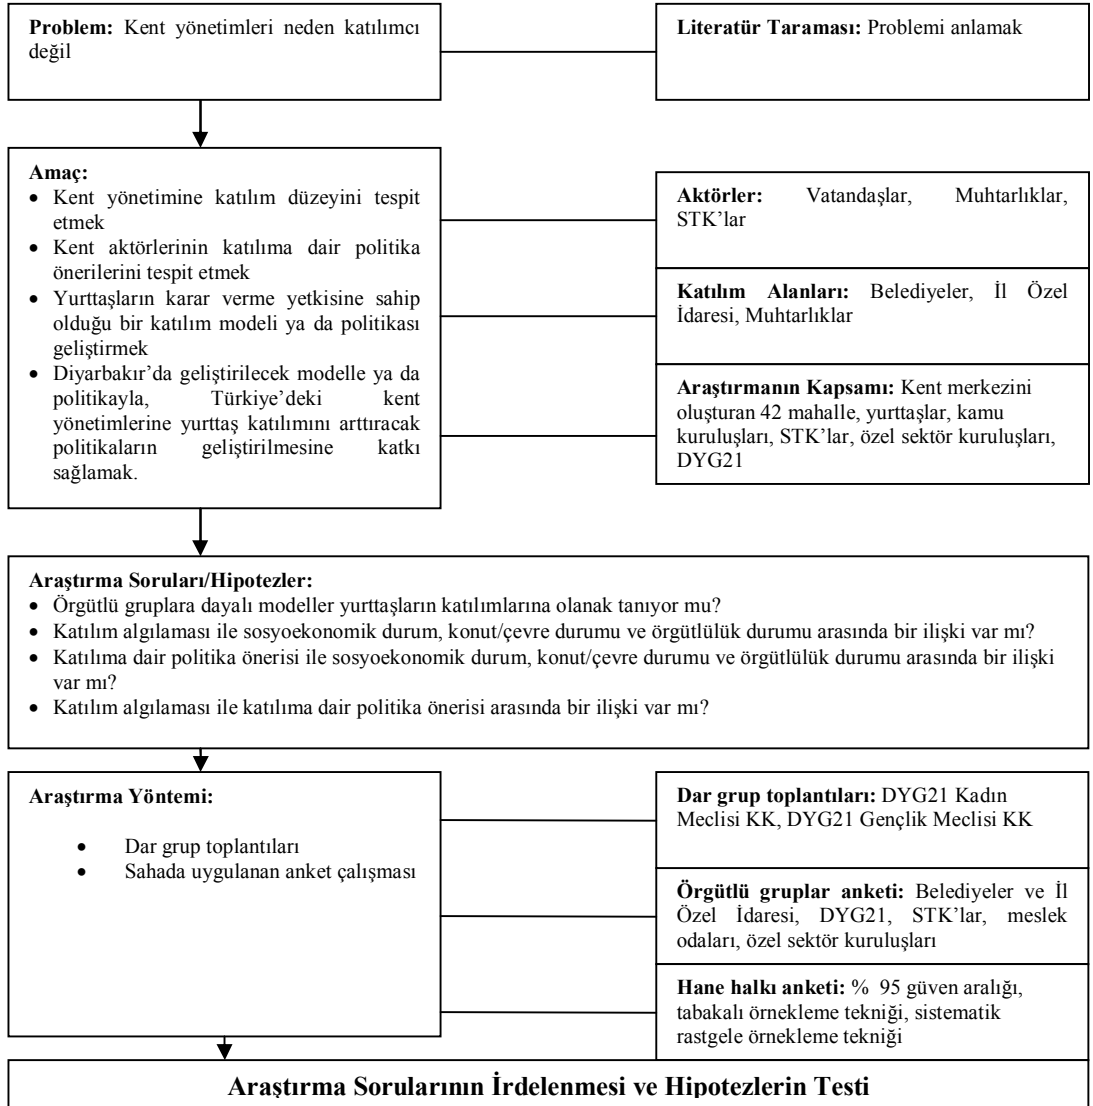 Problem: Kent yönetimleri neden katılımcı
değil
Literatür Taraması: Problemi anlamak
Amaç:
• Kent yönetimine katılım düzeyini tespit
etmek
• Kent aktörlerinin katılıma dair politika
önerilerini tespit etmek
• Yurttaşların karar verme yetkisine sahip
olduğu bir katılım modeli ya da politikası
geliştirmek
• Diyarbakır’da geliştirilecek modelle ya da
politikayla, Türkiye’deki kent
yönetimlerine yurttaş katılımını arttıracak
politikaların geliştirilmesine katkı
sağlamak.
Aktörler: Vatandaşlar, Muhtarlıklar,
STK’lar
Katılım Alanları: Belediyeler, İl Özel
İdaresi, Muhtarlıklar
Araştırmanın Kapsamı: Kent merkezini
oluşturan 42 mahalle, yurttaşlar, kamu
kuruluşları, STK’lar, özel sektör kuruluşları,
DYG21
Araştırma Soruları/Hipotezler:
• Örgütlü gruplara dayalı modeller yurttaşların katılımlarına olanak tanıyor mu?
• Katılım algılaması ile sosyoekonomik durum, konut/çevre durumu ve örgütlülük durumu arasında bir ilişki var mı?
• Katılıma dair politika önerisi ile sosyoekonomik durum, konut/çevre durumu ve örgütlülük durumu arasında bir ilişki
var mı?
• Katılım algılaması ile katılıma dair politika önerisi arasında bir ilişki var mı?
Araştırma Yöntemi:
• Dar grup toplantıları
• Sahada uygulanan anket çalışması
Dar grup toplantıları: DYG21 Kadın
Meclisi KK, DYG21 Gençlik Meclisi KK
Örgütlü gruplar anketi: Belediyeler ve İl
Özel İdaresi, DYG21, STK’lar, meslek
odaları, özel sektör kuruluşları
Hane halkı anketi: % 95 güven aralığı,
tabakalı örnekleme tekniği, sistematik
rastgele örnekleme tekniği
Araştırma Sorularının İrdelenmesi ve Hipotezlerin Testi